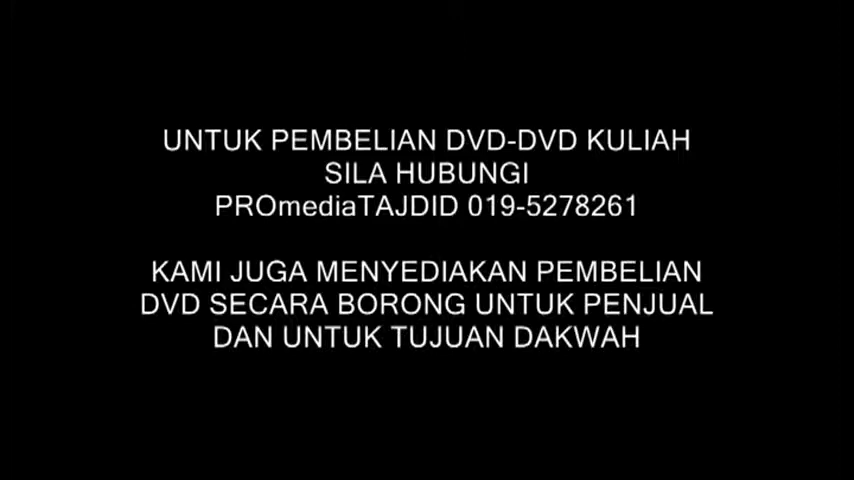 UNTUK PEMBELIAN DVD-DVD KULIAH
SILA HUBUNGI
PROmediaTAJDID 019-5278261
KAMI JUGA MENYEDIAKAN PEMBELIAN
DVD SECARA BORONG UNTUK PENJUAL
DAN UNTUK TUJUAN DAKWAH